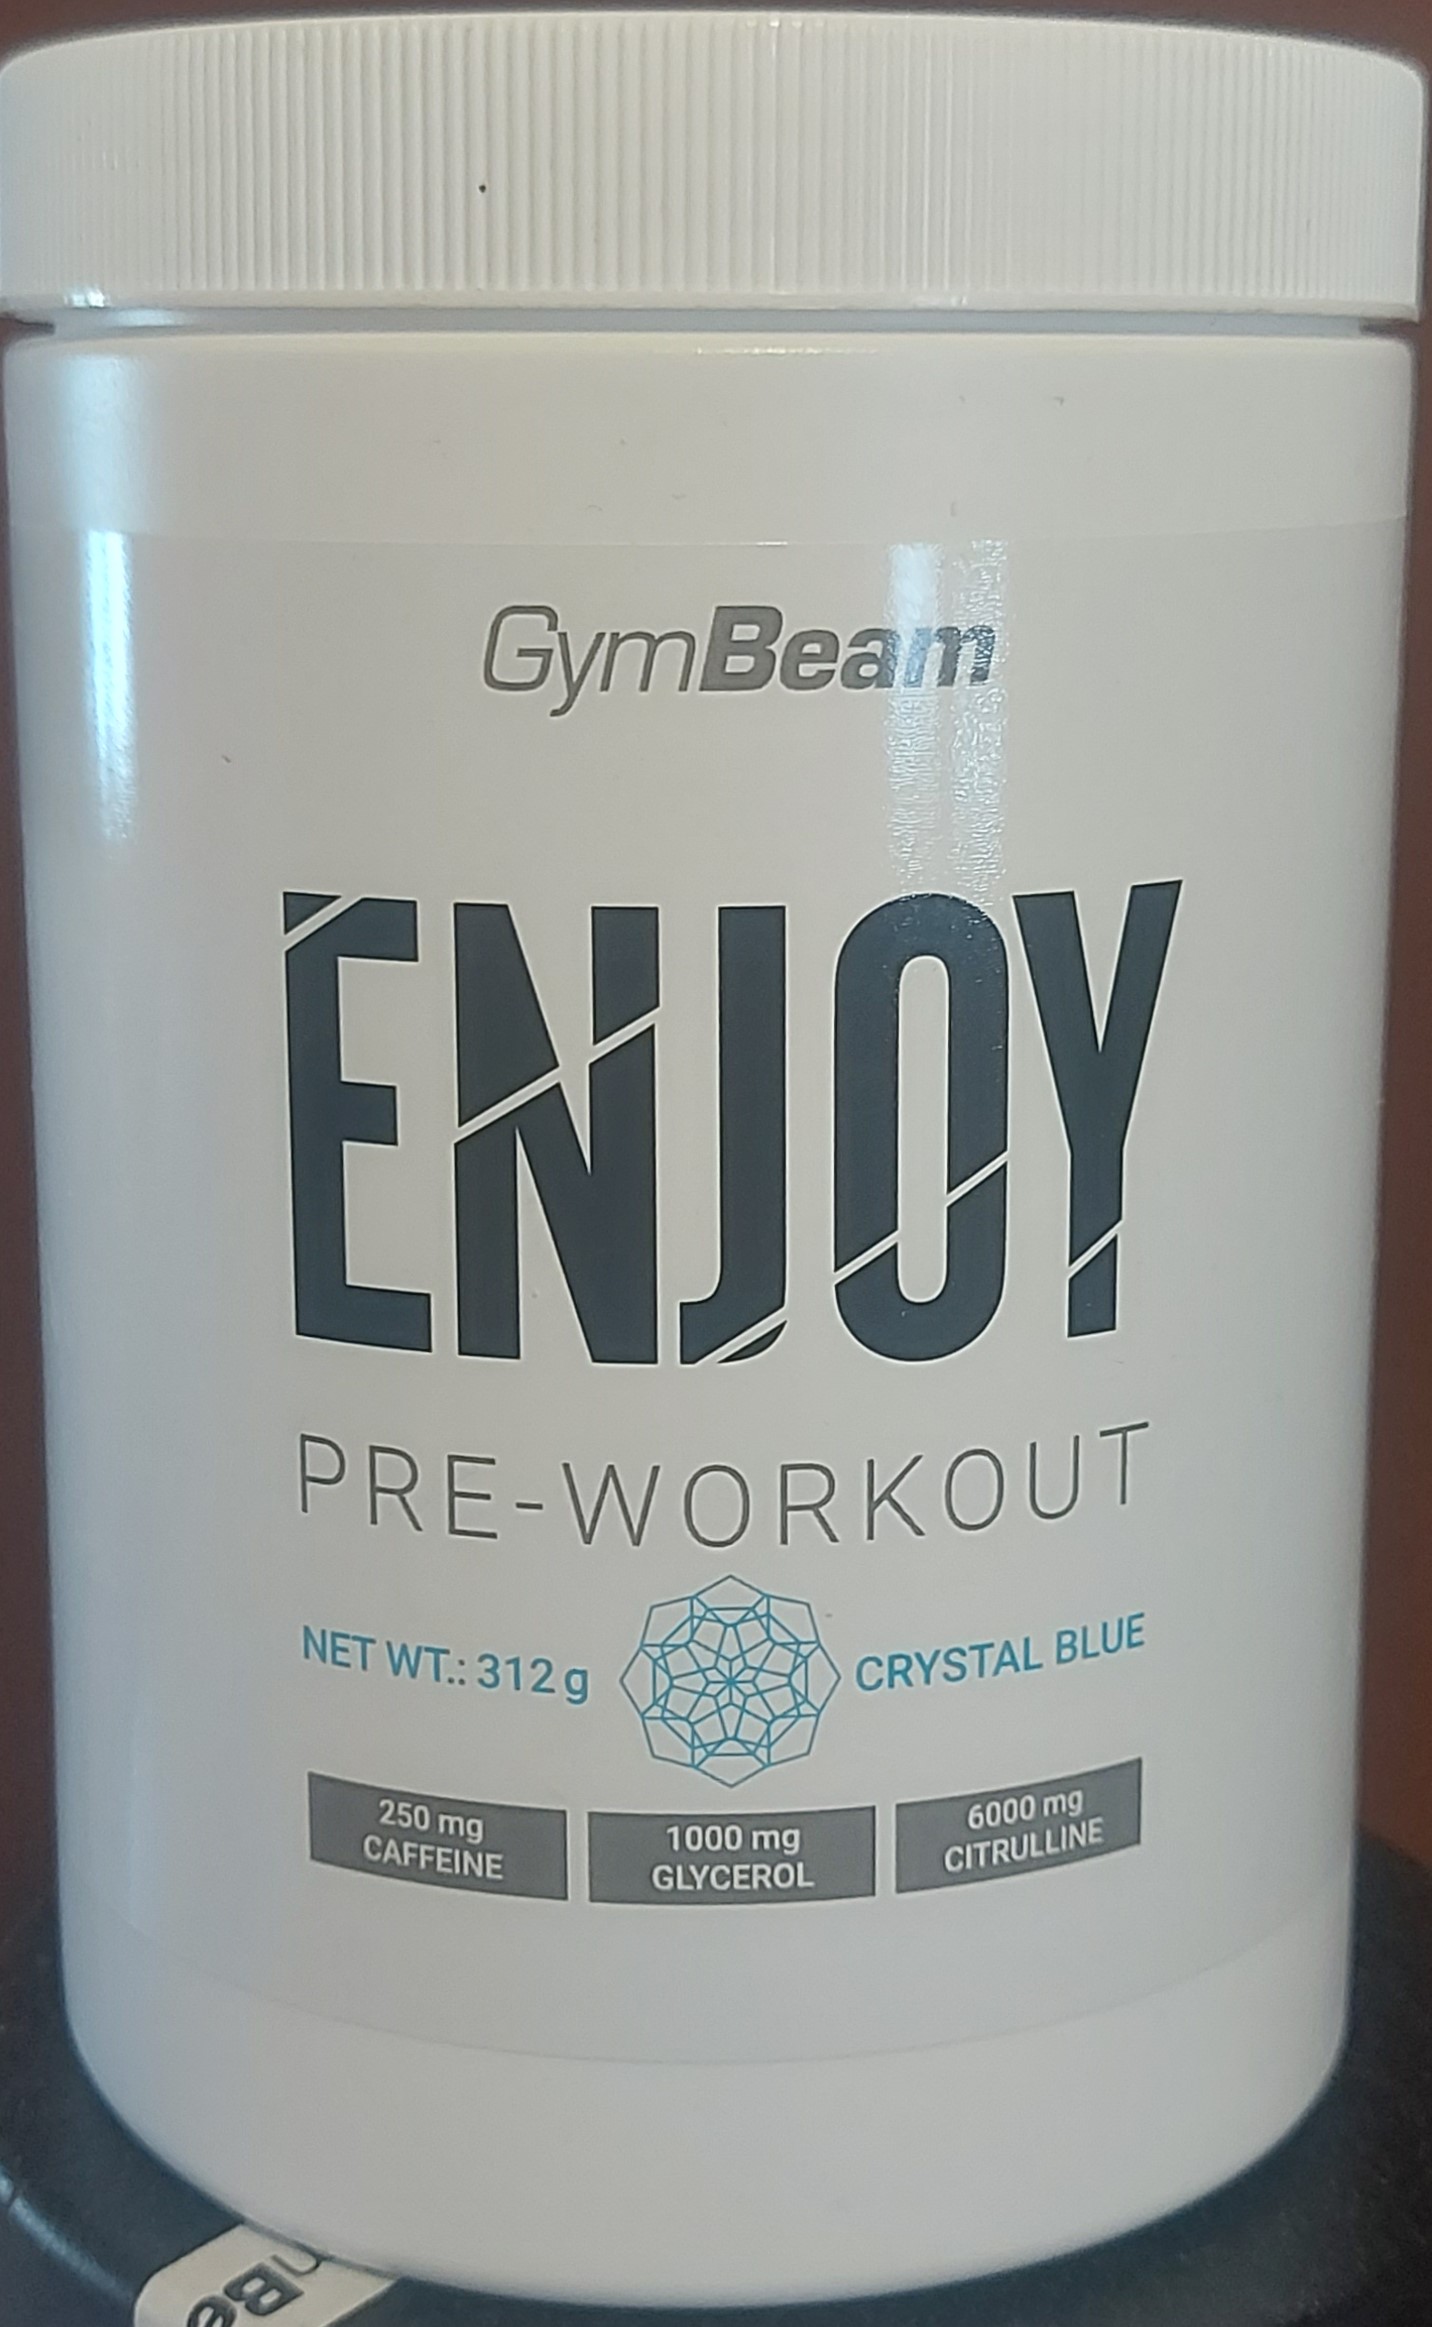 GymBeam
ENJOY
PRE-WORKOUT
NET WT.: 312 g
CRYSTAL BLUE
250 mg
CAFFEINE
1000 mg
GLYCEROL
6000 mg
CITRULLINE